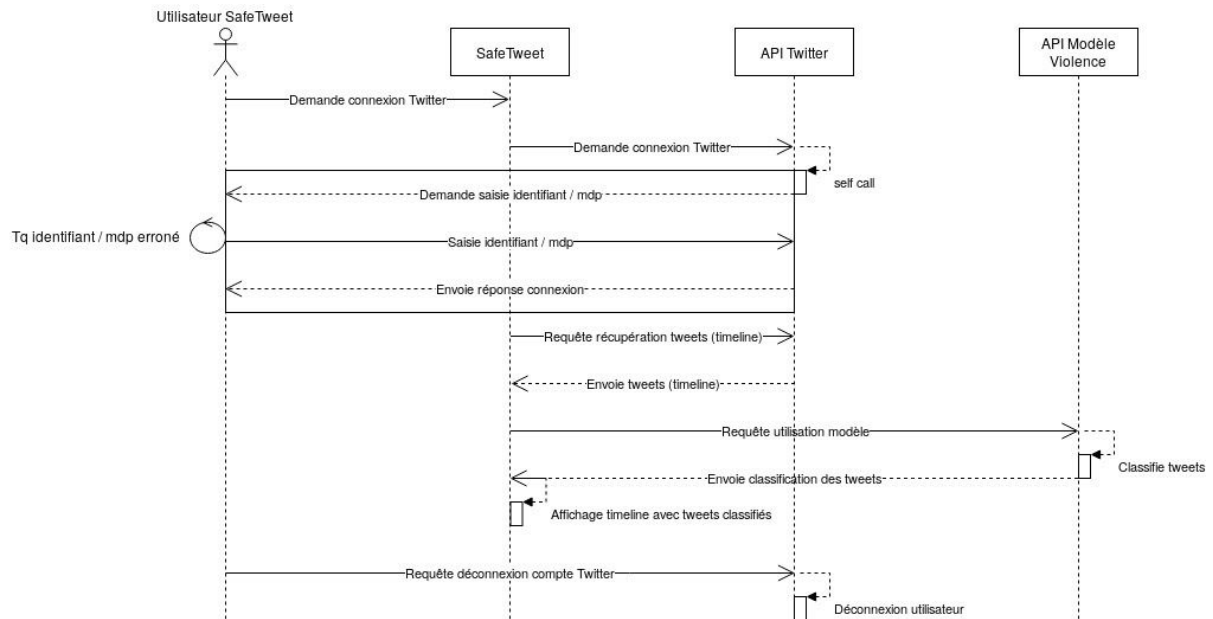 Utilisateur SafeTweet
SafeTweet
API Twitter
API Modèle
Violence
Demande connexion Twitter
Demande connexion Twitter
self call
Demande saisie identifiant / mdp
Tq identifiant / mdp erroné
Saisie identifiant / mdp
Envoie réponse connexion
Requête récupération tweets (timeline)
Envoie tweets (timeline)
Requête utilisation modèle
Classifie tweets
Envoie classification des tweets
Affichage timeline avec tweets classifiés
Requête déconnexion compte Twitter
Déconnexion utilisateur